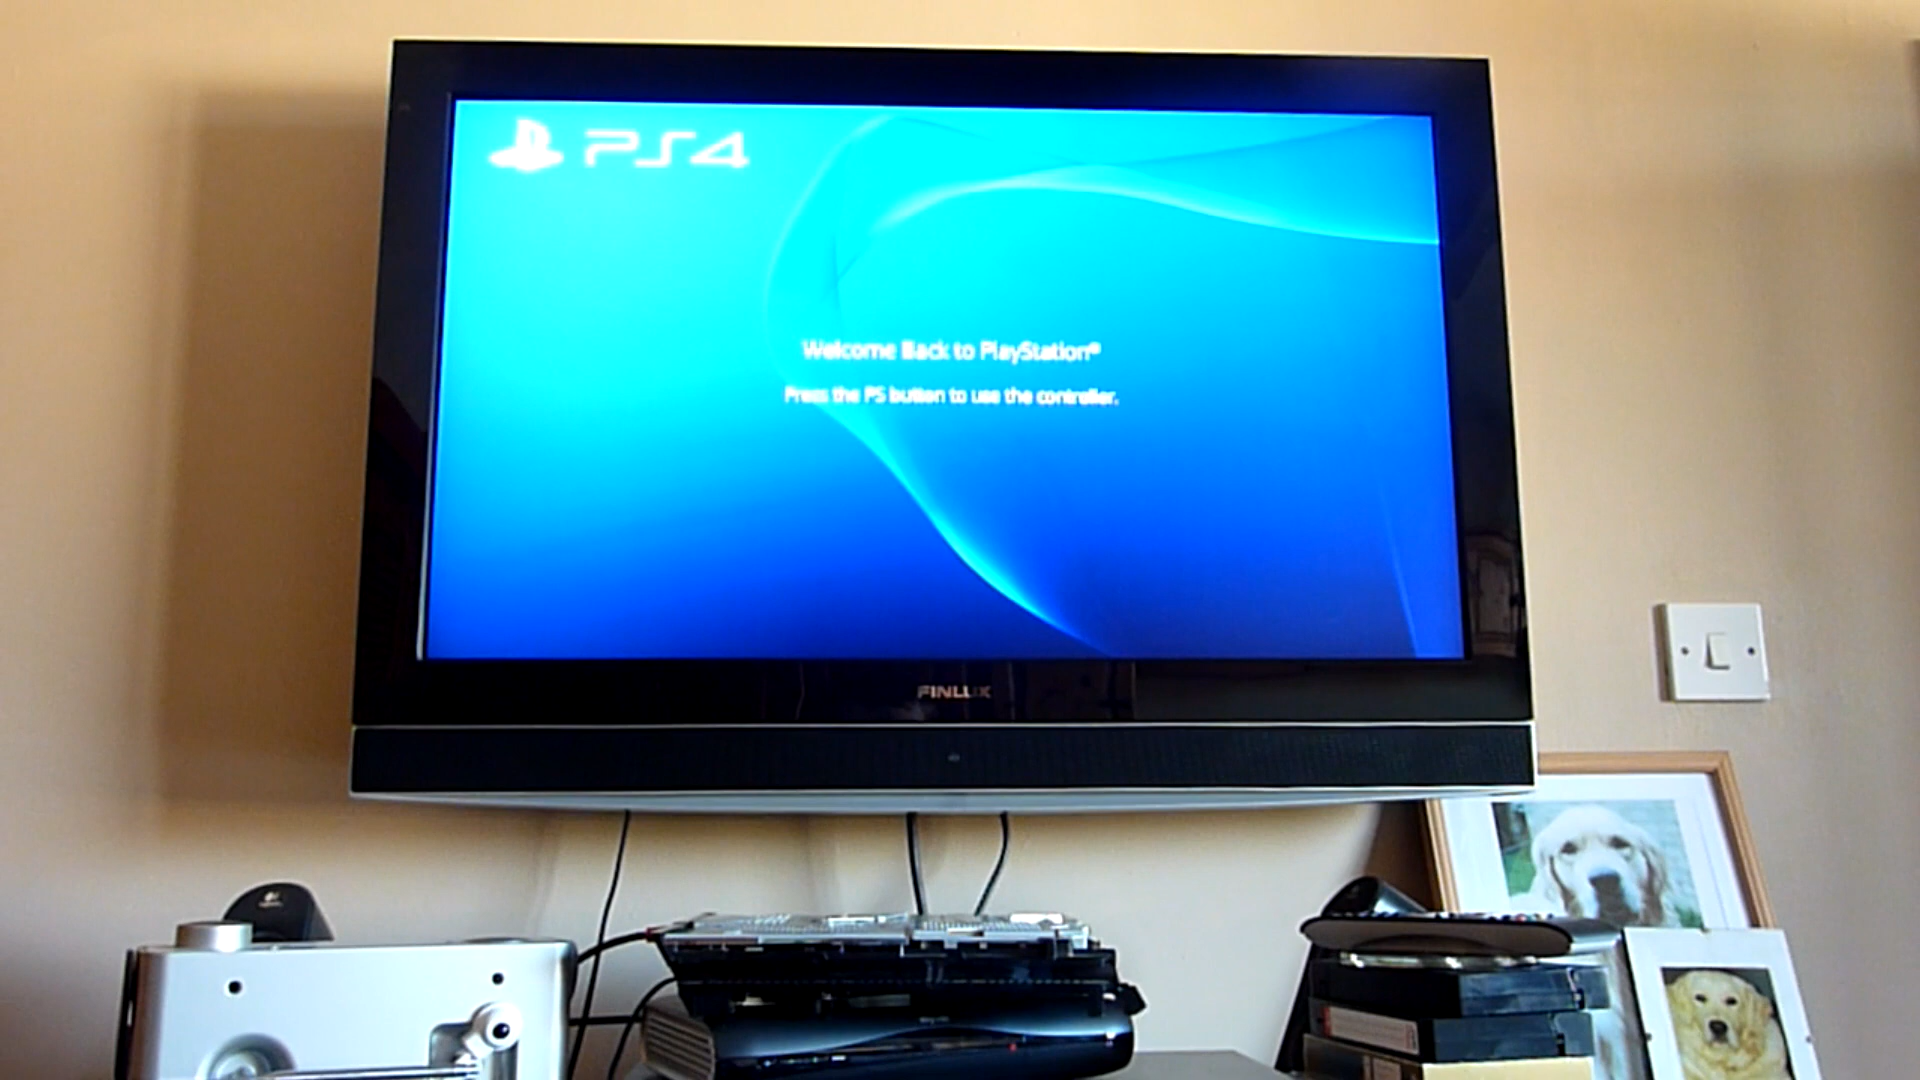 PS4
Welcome Back to PlayStation®
Press the PS button to use the controller.
FINLUX